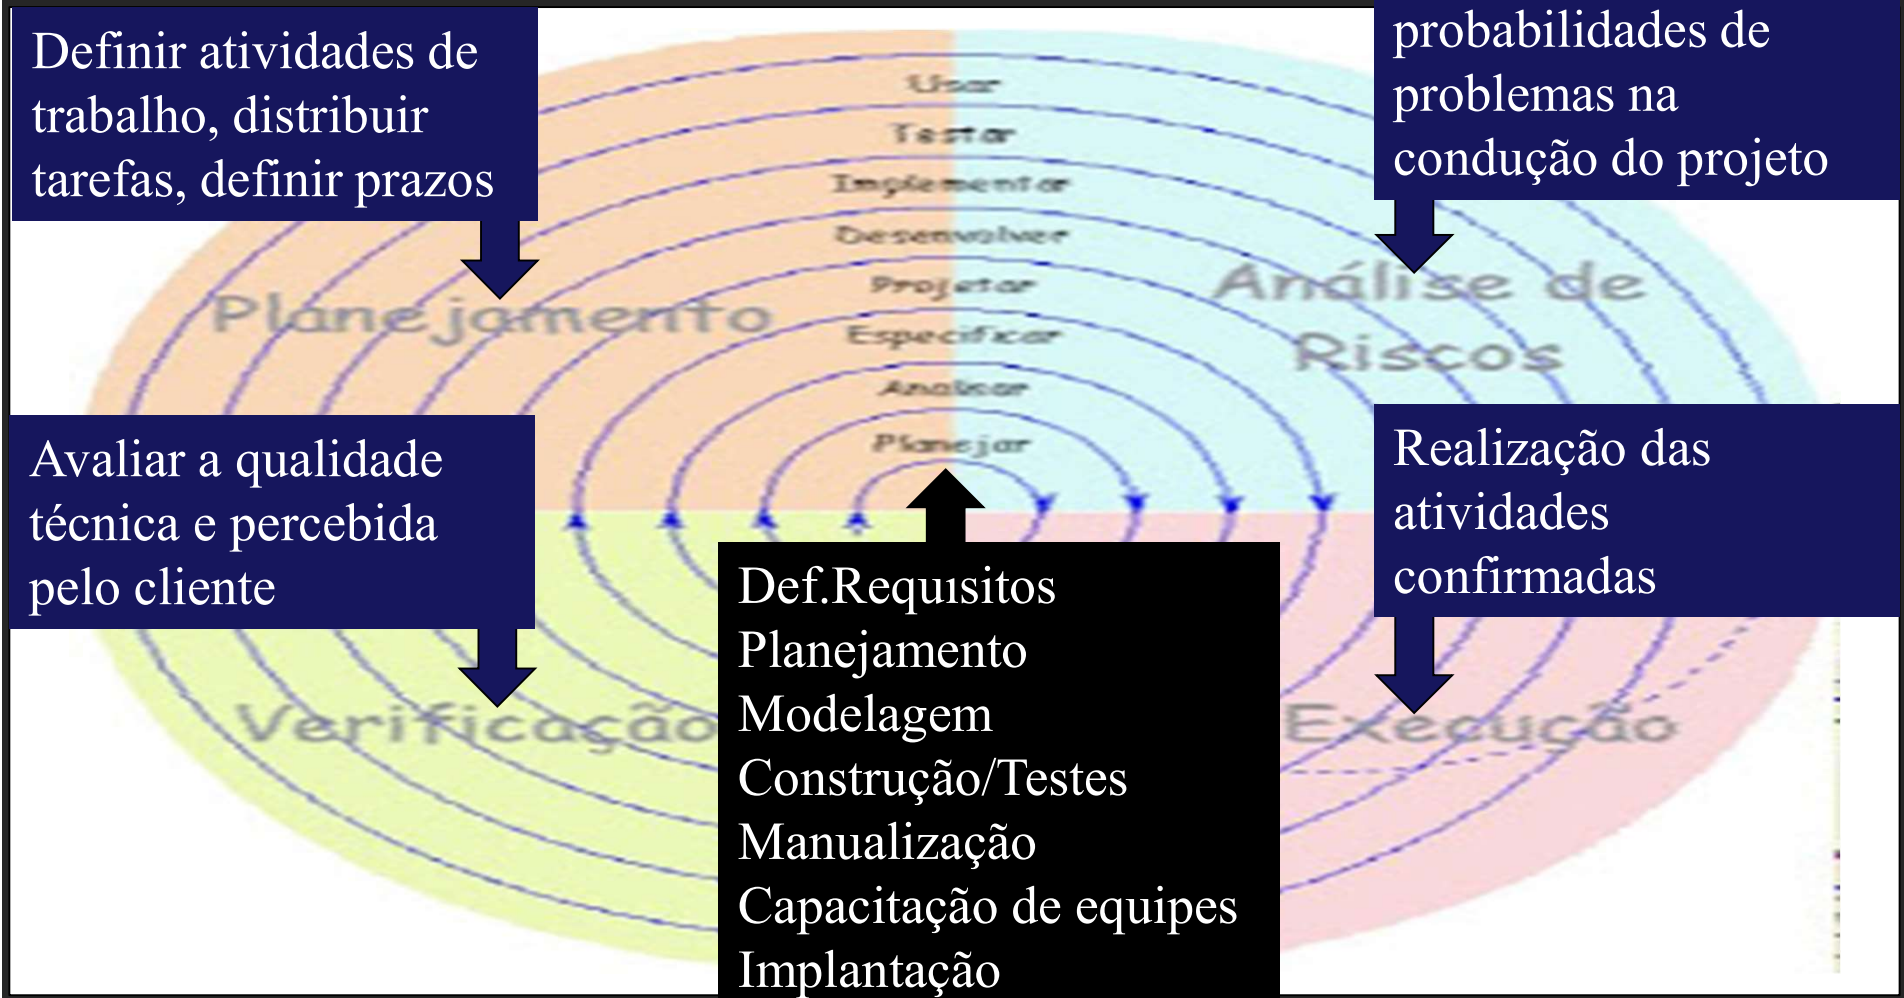 Definir atividades de
trabalho, distribuir
tarefas, definir prazos
probabilidades de
problemas na
condução do projeto
Usar
Testar
Implementar
Desenvolver
Projetar
Especificar
Analisar
Planejar
Planejamento
Análise de
Riscos
Avaliar a qualidade
técnica e percebida
pelo cliente
Realização das
atividades
confirmadas
Verificação
Execução
Def.Requisitos
Planejamento
Modelagem
Construção/Testes
Manualização
Capacitação de equipes
Implantação